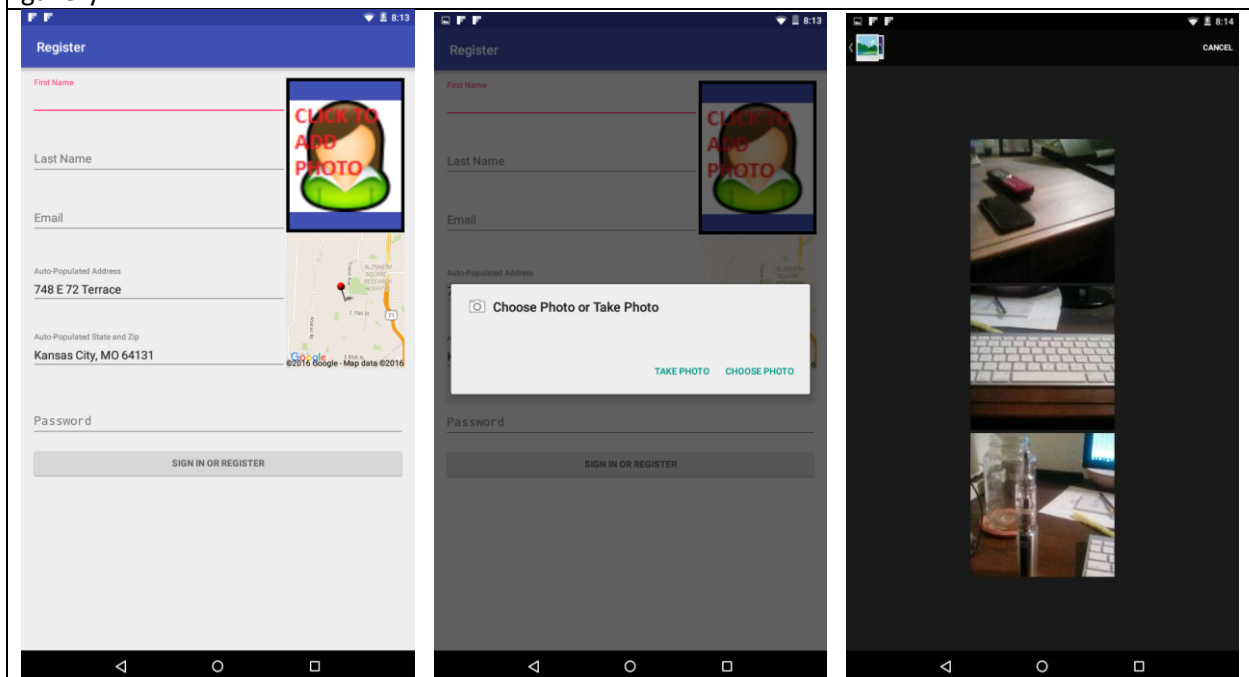 8:13
Register
First Name
CLICK TO
ADD
PHOTO
Last Name
Email
Auto-Populated Address
748 E 72 Terrace
71
Auto-Populated State and Zip
Kansas City, MO 64131
Google
©2016 Google - Map data ©2016
Password
SIGN IN OR REGISTER
8:13
Register
First Name
CLICK TO
ADD
PHOTO
Last Name
Email
Auto-Populated Address
Choose Photo or Take Photo
TAKE PHOTO CHOOSE PHOTO
Password
SIGN IN OR REGISTER
8:14
CANCEL